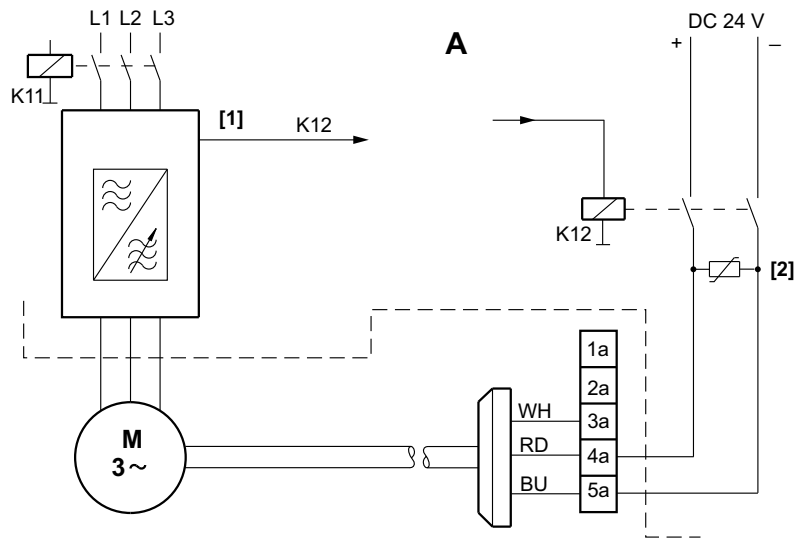 L1 L2 L3
A
DC 24 V
+ –
K11
[1]
K12
K12
[2]
1a
2a
WH 3a
M
3∼
RD 4a
BU 5a